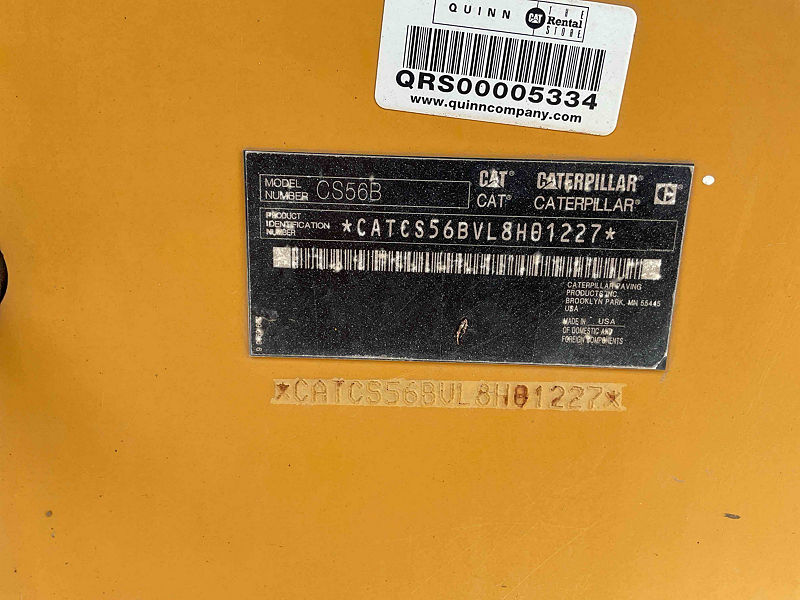 QUINN CAT THE Rental STORE.
QRS00005334
www.quinncompany.com
MODEL NUMBER CS56B
CAT® CATERPILLAR®
CAT® CATERPILLAR®
PRODUCT IDENTIFICATION NUMBER *CATCS56BVL8H01227*
CATERPILLAR PAVING
PRODUCTS INC.
BROOKLYN PARK, MN 55445
USA
MADE IN USA
OF DOMESTIC AND
FOREIGN COMPONENTS
*CATCS56BVL8H01227*